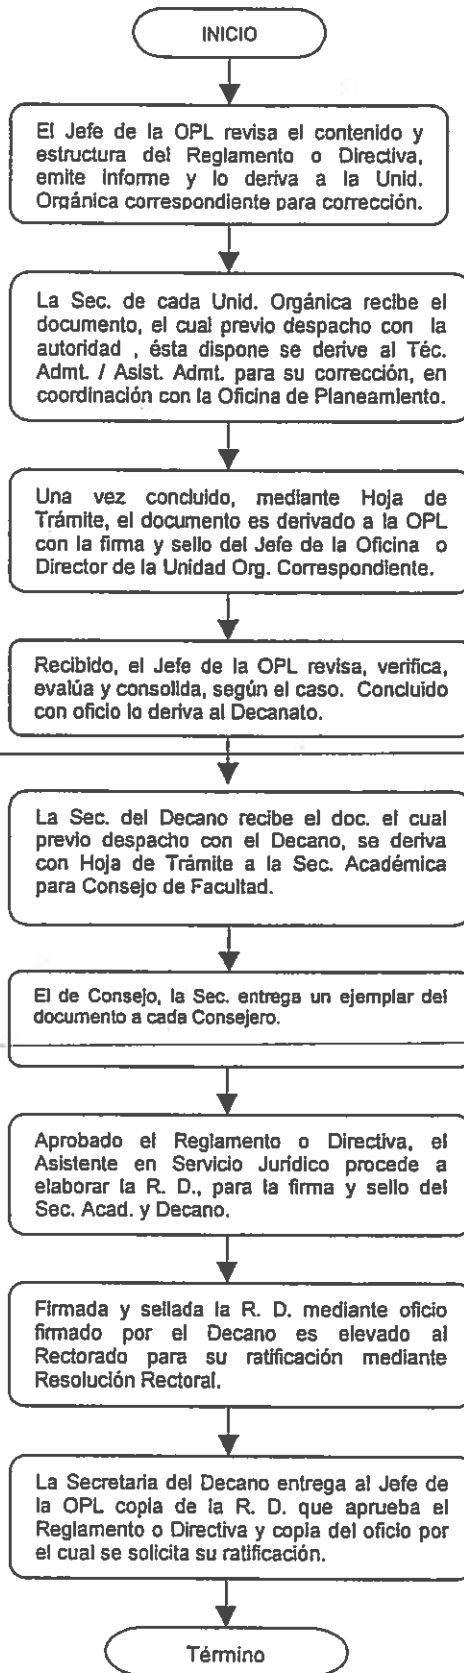 INICIO
El Jefe de la OPL revisa el contenido y
estructura del Reglamento o Directiva,
emite Informe y lo deriva a la Unid.
Orgánica correspondiente para corrección.
La Sec. de cada Unid. Orgánica recibe el
documento, el cual previo despacho con la
autoridad , ésta dispone se derive al Téc.
Admt. / Asist. Admt. para su corrección, en
coordinación con la Oficina de Planeamiento.
Una vez concluido, mediante Hoja de
Trámite, el documento es derivado a la OPL
con la firma y sello del Jefe de la Oficina o
Director de la Unidad Org. Correspondiente.
Recibido, el Jefe de la OPL revisa, verifica,
evalúa y consolida, según el caso. Concluido
con oficio lo deriva al Decanato.
La Sec. del Decano recibe el doc. el cual
previo despacho con el Decano, se deriva
con Hoja de Trámite a la Sec. Académica
para Consejo de Facultad.
El de Consejo, la Sec. entrega un ejemplar del
documento a cada Consejero.
Aprobado el Reglamento o Directiva, el
Asistente en Servicio Jurídico procede a
elaborar la R. D., para la firma y sello del
Sec. Acad. y Decano.
Firmada y sellada la R. D. mediante oficio
firmado por el Decano es elevado al
Rectorado para su ratificación mediante
Resolución Rectoral.
La Secretaria del Decano entrega al Jefe de
la OPL copia de la R. D. que aprueba el
Reglamento o Directiva y copia del oficio por
el cual se solicita su ratificación.
Término